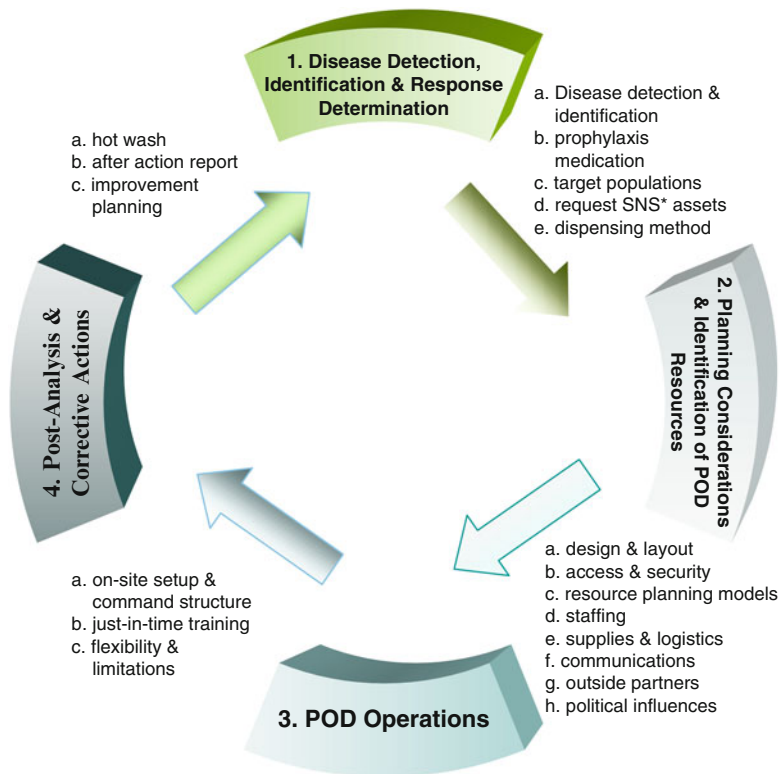 1. Disease Detection,
Identification & Response
Determination
a. Disease detection &
identification
b. prophylaxis
medication
c. target populations
d. request SNS* assets
e. dispensing method
2. Planning Considerations
& Identification of POD
Resources
a. design & layout
b. access & security
c. resource planning models
d. staffing
e. supplies & logistics
f. communications
g. outside partners
h. political influences
3. POD Operations
a. on-site setup &
command structure
b. just-in-time training
c. flexibility &
limitations
4. Post-Analysis &
Corrective Actions
a. hot wash
b. after action report
c. improvement
planning